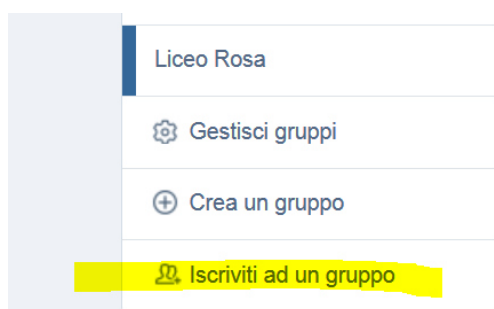 Liceo Rosa
Gestisci gruppi
Crea un gruppo
Iscriviti ad un gruppo